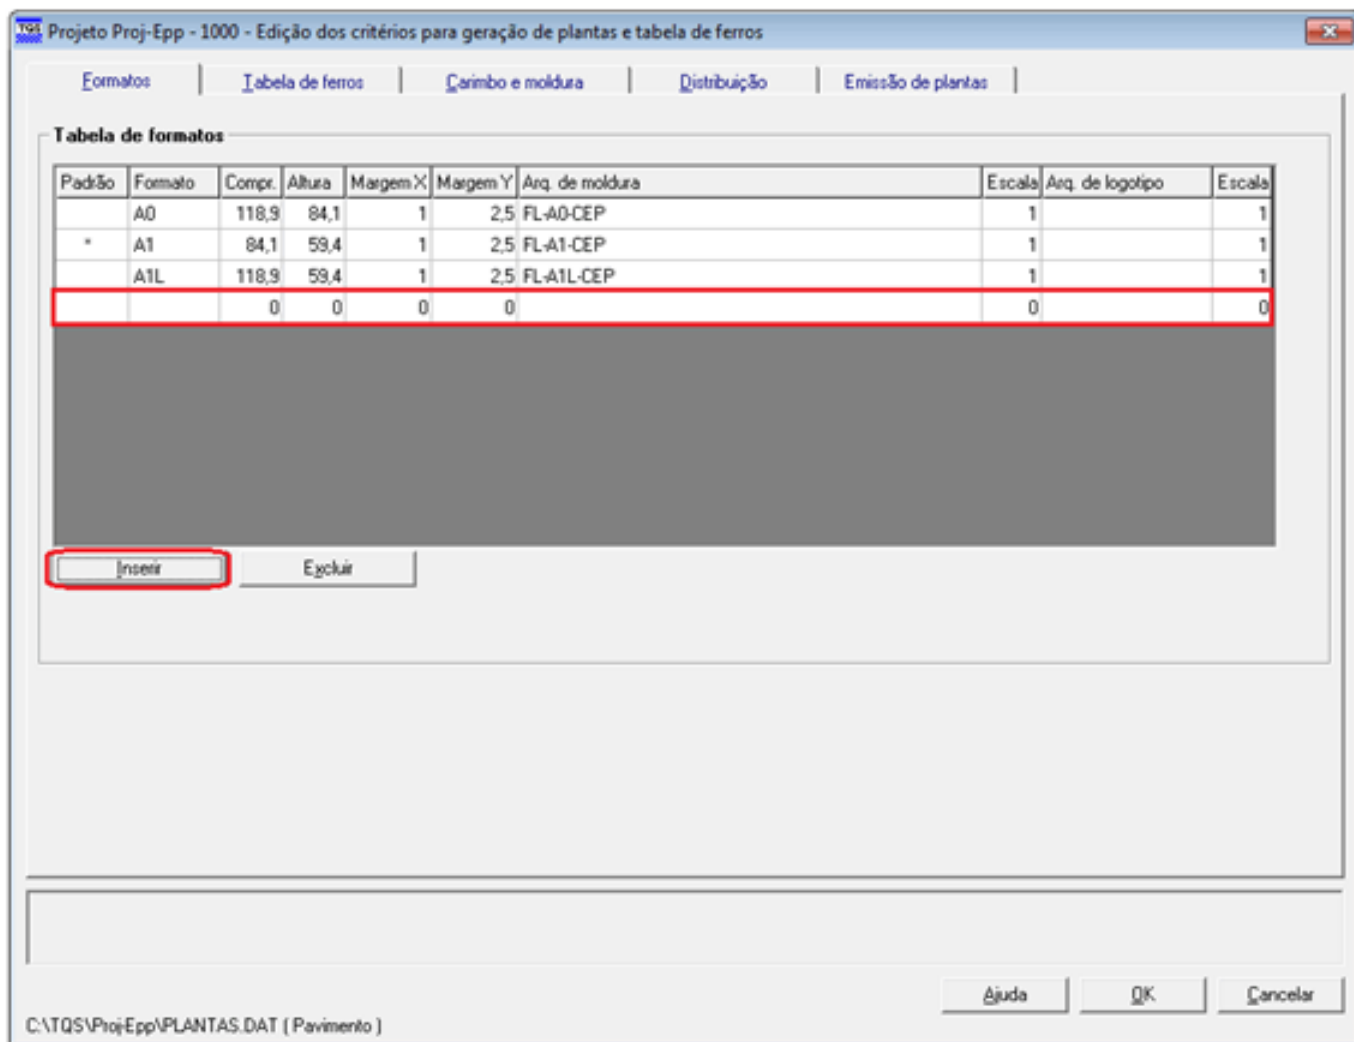 TQS Projeto Proj-Epp - 1000 - Edição dos critérios para geração de plantas e tabela de ferros
Formatos Tabela de ferros Carimbo e moldura Distribuição Emissão de plantas
Tabela de formatos
Padrão Formato Compr. Altura Margem X Margem Y Arq. de moldura Escala Arq. de logotipo Escala
A0 118,9 84,1 1 2,5 FL-A0-CEP 1 1
* A1 84,1 59,4 1 2,5 FL-A1-CEP 1 1
A1L 118,9 59,4 1 2,5 FL-A1L-CEP 1 1
0 0 0 0 0 0
Inserir Excluir
Ajuda OK Cancelar
C:\TQS\Proj-Epp\PLANTAS.DAT ( Pavimento )